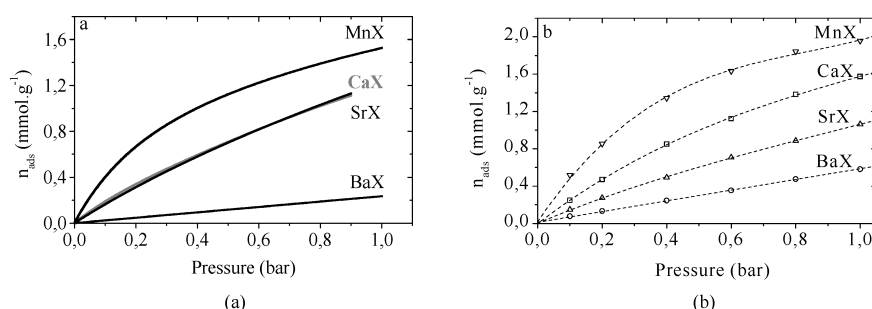 a
MnX
CaX
SrX
BaX
n_ads (mmol.g⁻¹)
1,6
1,2
0,8
0,4
0,0
0,0 0,2 0,4 0,6 0,8 1,0
Pressure (bar)
(a)
b
MnX
CaX
SrX
BaX
n_ads (mmol.g⁻¹)
2,0
1,6
1,2
0,8
0,4
0,0
0,0 0,2 0,4 0,6 0,8 1,0
Pressure (bar)
(b)